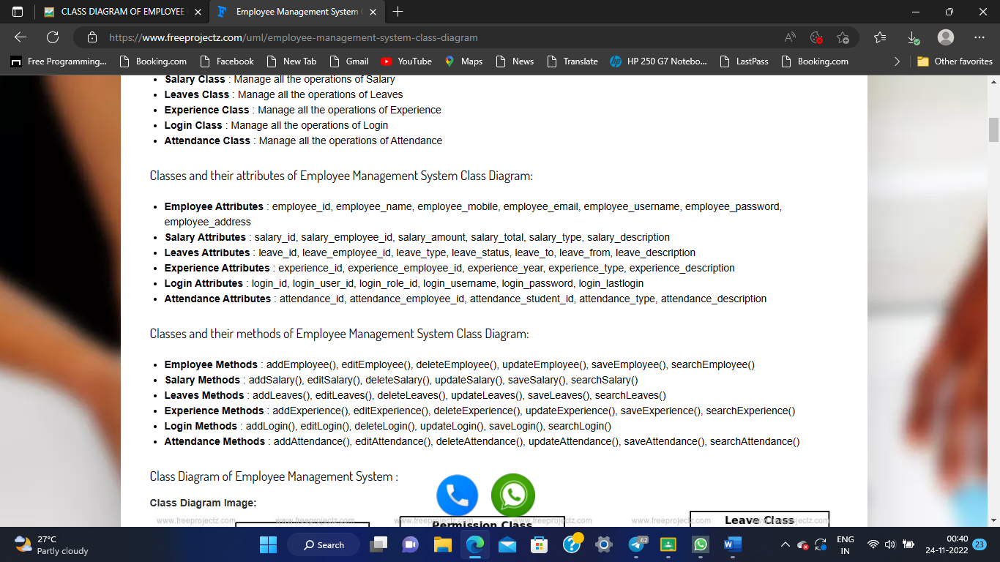 CLASS DIAGRAM OF EMPLOYEE
Employee Management System
https://www.freeprojectz.com/uml/employee-management-system-class-diagram
Free Programming... Booking.com Facebook New Tab Gmail YouTube Maps News Translate HP 250 G7 Notebo... LastPass Booking.com Other favorites
• Salary Class : Manage all the operations of Salary
• Leaves Class : Manage all the operations of Leaves
• Experience Class : Manage all the operations of Experience
• Login Class : Manage all the operations of Login
• Attendance Class : Manage all the operations of Attendance
Classes and their attributes of Employee Management System Class Diagram:
• Employee Attributes : employee_id, employee_name, employee_mobile, employee_email, employee_username, employee_password,
employee_address
• Salary Attributes : salary_id, salary_employee_id, salary_amount, salary_total, salary_type, salary_description
• Leaves Attributes : leave_id, leave_employee_id, leave_type, leave_status, leave_to, leave_from, leave_description
• Experience Attributes : experience_id, experience_employee_id, experience_year, experience_type, experience_description
• Login Attributes : login_id, login_user_id, login_role_id, login_username, login_password, login_lastlogin
• Attendance Attributes : attendance_id, attendance_employee_id, attendance_student_id, attendance_type, attendance_description
Classes and their methods of Employee Management System Class Diagram:
• Employee Methods : addEmployee(), editEmployee(), deleteEmployee(), updateEmployee(), saveEmployee(), searchEmployee()
• Salary Methods : addSalary(), editSalary(), deleteSalary(), updateSalary(), saveSalary(), searchSalary()
• Leaves Methods : addLeaves(), editLeaves(), deleteLeaves(), updateLeaves(), saveLeaves(), searchLeaves()
• Experience Methods : addExperience(), editExperience(), deleteExperience(), updateExperience(), saveExperience(), searchExperience()
• Login Methods : addLogin(), editLogin(), deleteLogin(), updateLogin(), saveLogin(), searchLogin()
• Attendance Methods : addAttendance(), editAttendance(), deleteAttendance(), updateAttendance(), saveAttendance(), searchAttendance()
Class Diagram of Employee Management System :
Class Diagram Image:
www.freeprojectz.com www.freeprojectz.com www.freeprojectz.com www.freeprojectz.com
Permission Class
Leave Class
27°C
Partly cloudy
Search
62
ENG
IN
00:40
24-11-2022
23